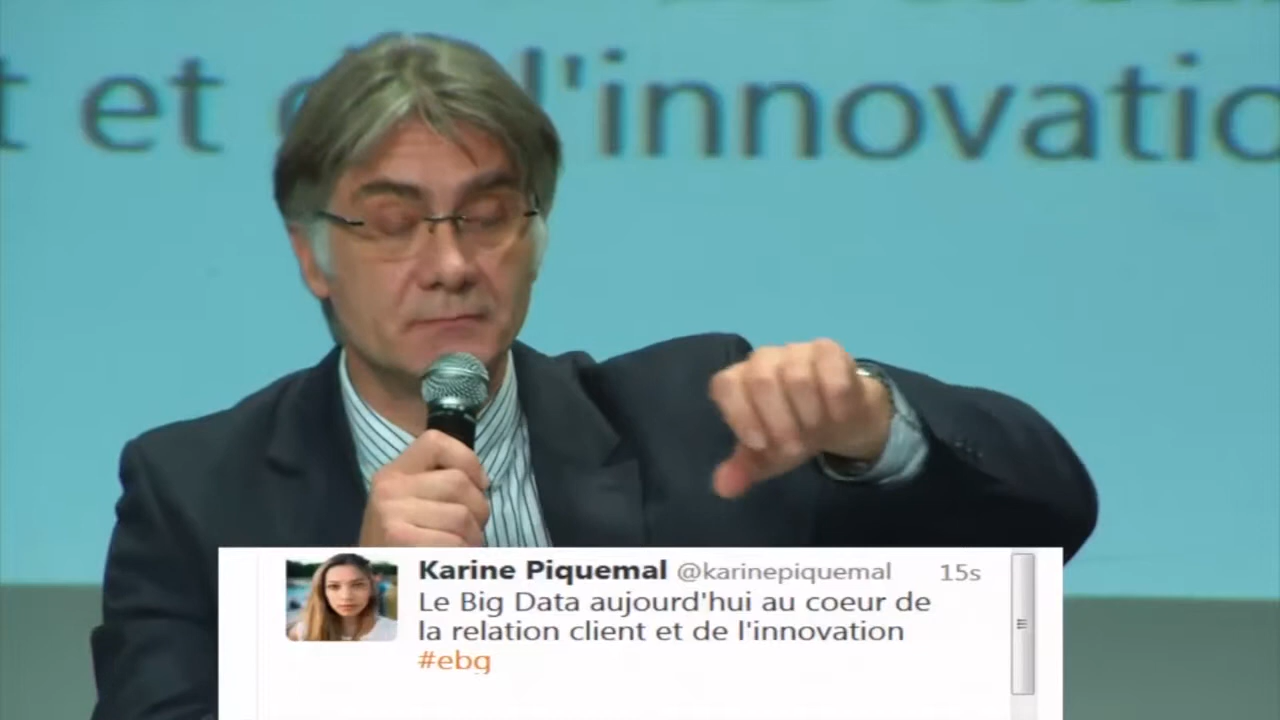 t et de l'innovatio
Karine Piquemal @karinepiquemal 15s
Le Big Data aujourd'hui au coeur de
la relation client et de l'innovation
#ebg